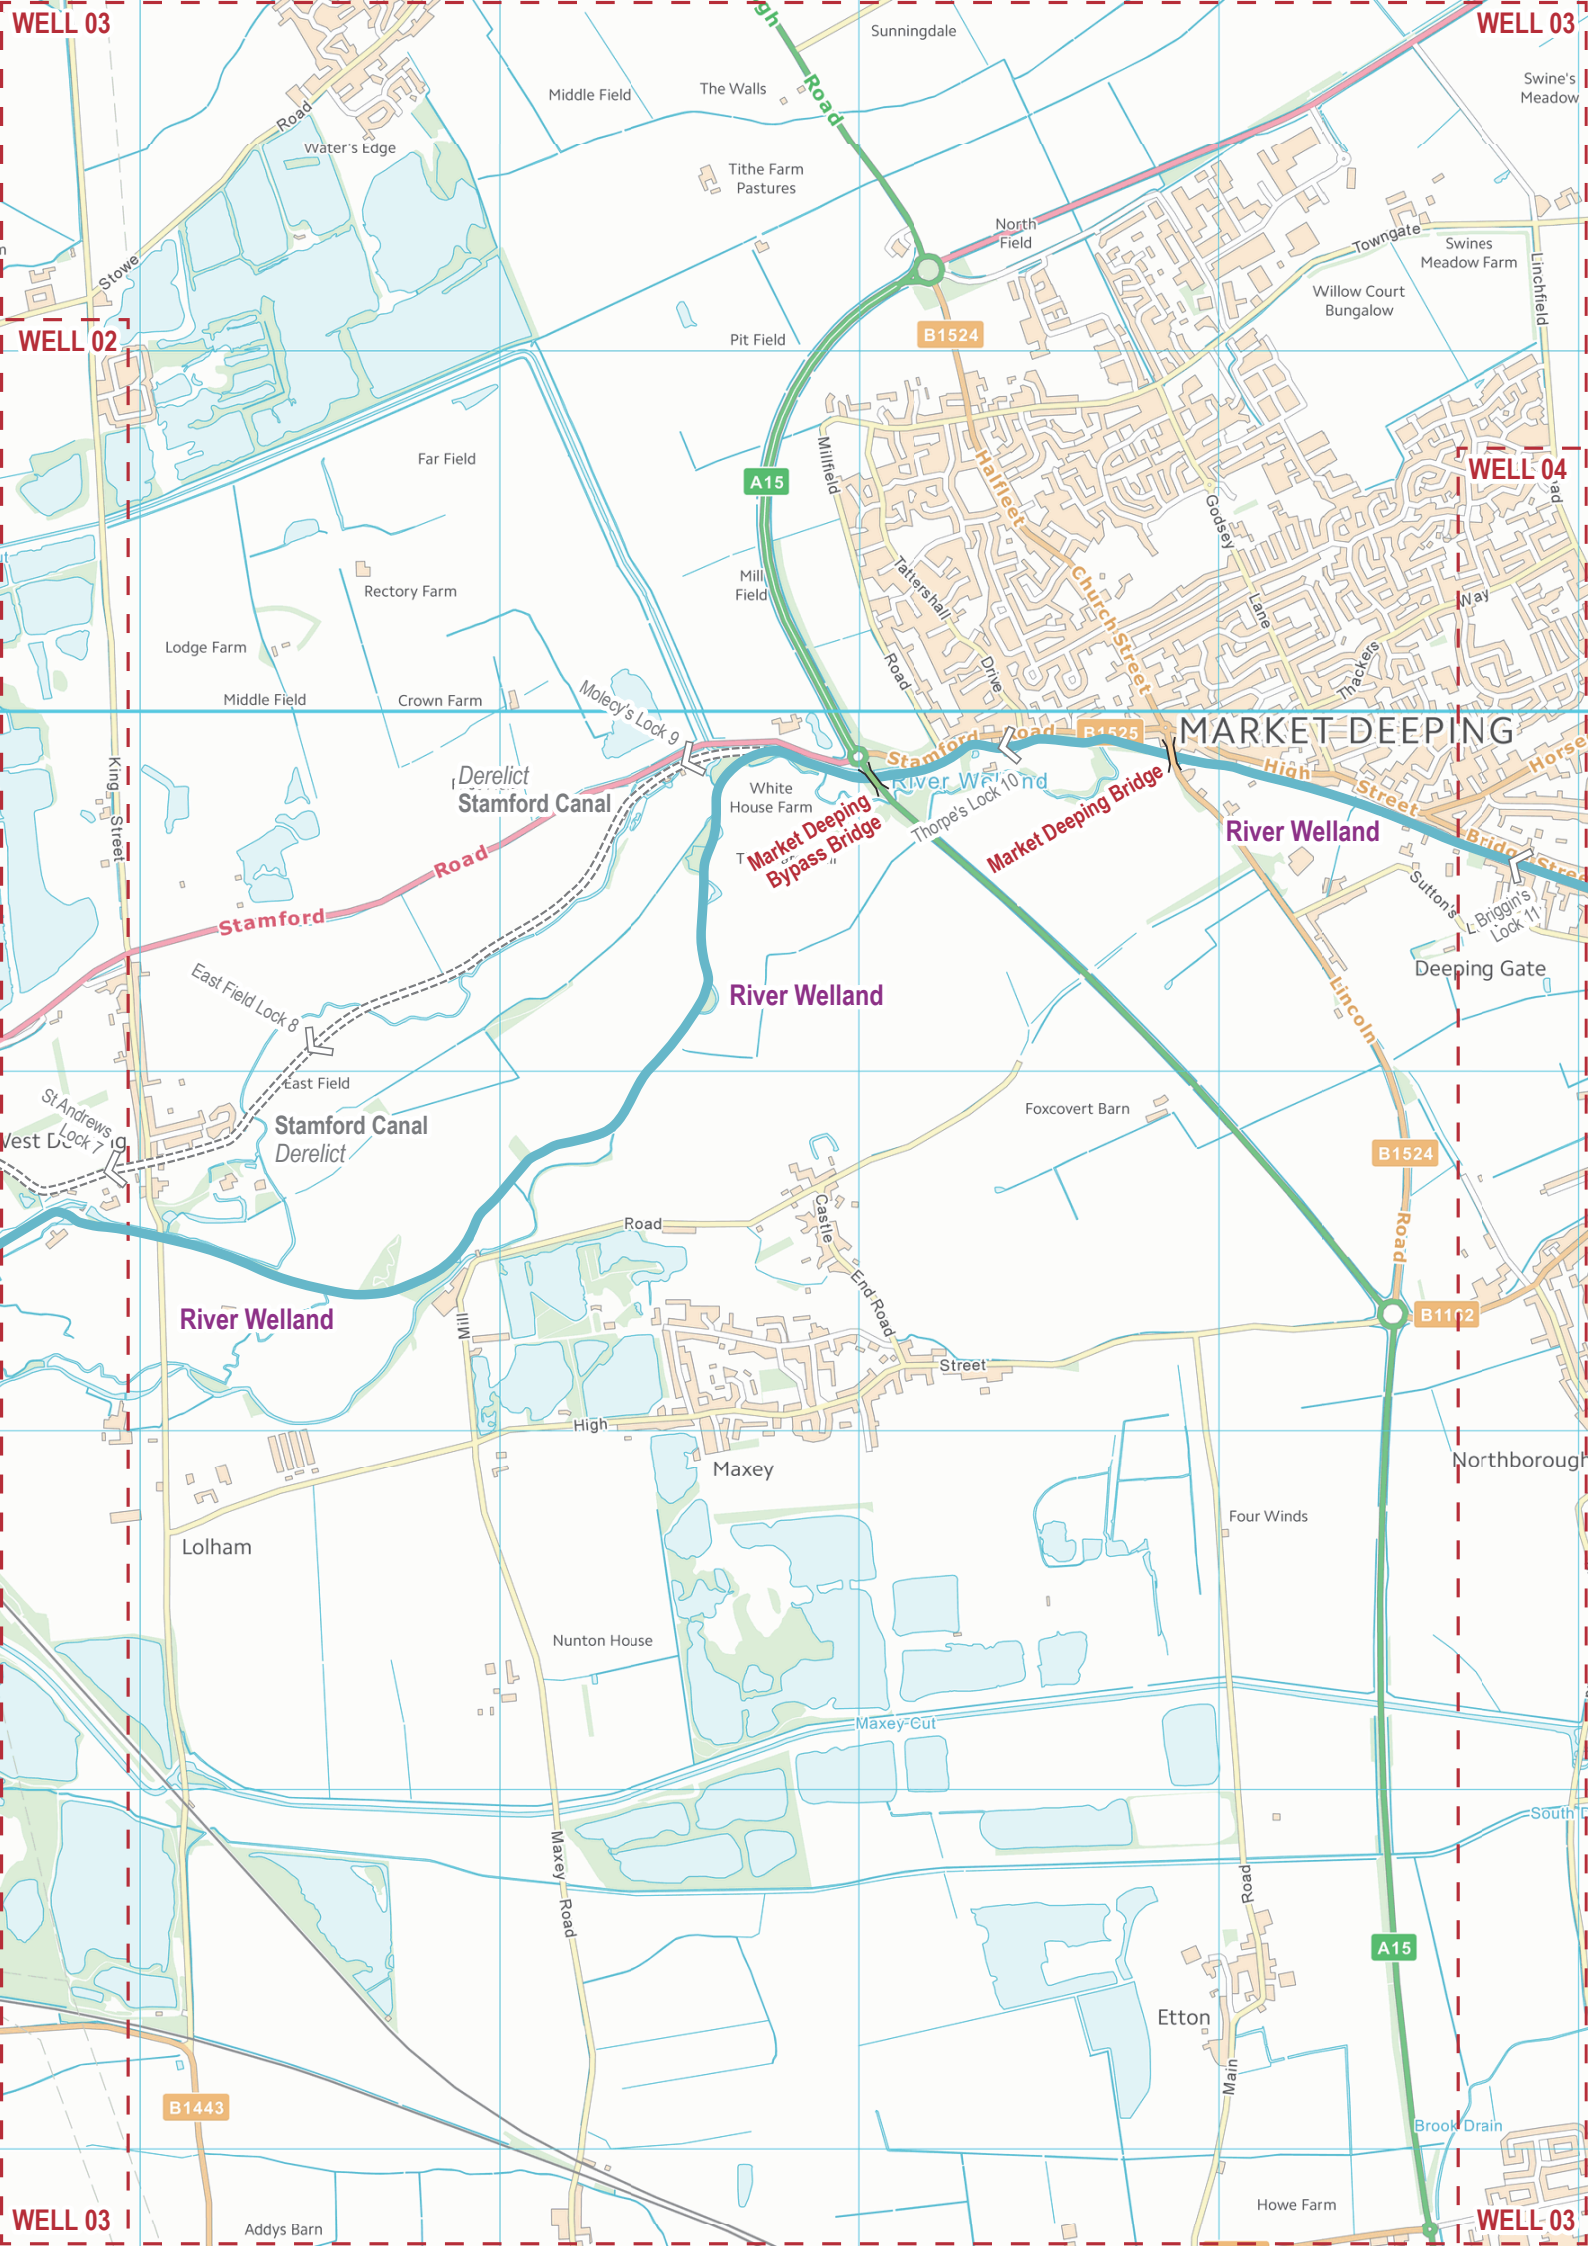 WELL 03
WELL 03
ght
Road
Sunningdale
Middle Field
The Walls
Swine's
Meadow
Road
Water's Edge
Tithe Farm
Pastures
North
Field
Towngate
Swines
Meadow Farm
Stowe
Linchfield
Willow Court
Bungalow
WELL 02
B1524
Pit Field
Far Field
Millfield
Halfleet
A15
WELL 04
oad
Godsey
Rectory Farm
Mill
Field
Tattershall
Church Street
Lane
Way
Lodge Farm
Road
Drive
Thackers
Middle Field
Crown Farm
Molecy's Lock 9
Stamford Road
B1525
MARKET DEEPING
Derelict
Stamford Canal
King Street
White
House Farm
River Welland
Thorpe's Lock 10
High
Street
Horse
Market Deeping
Bypass Bridge
Market Deeping Bridge
River Welland
Bridge Stree
Road
Stamford
Sutton's
L
Briggin's
Lock 11
Deeping Gate
East Field Lock 8
River Welland
Lincoln
East Field
St Andrews
Lock 7
Stamford Canal
Derelict
Foxcovert Barn
B1524
Road
Castle
End Road
Road
River Welland
Mill
B1162
Street
High
Maxey
Northborough
Lolham
Four Winds
Nunton House
Maxey Cut
South D
Maxey Road
Road
A15
Etton
Main
B1443
Brook Drain
Howe Farm
Addys Barn
WELL 03
WELL 03